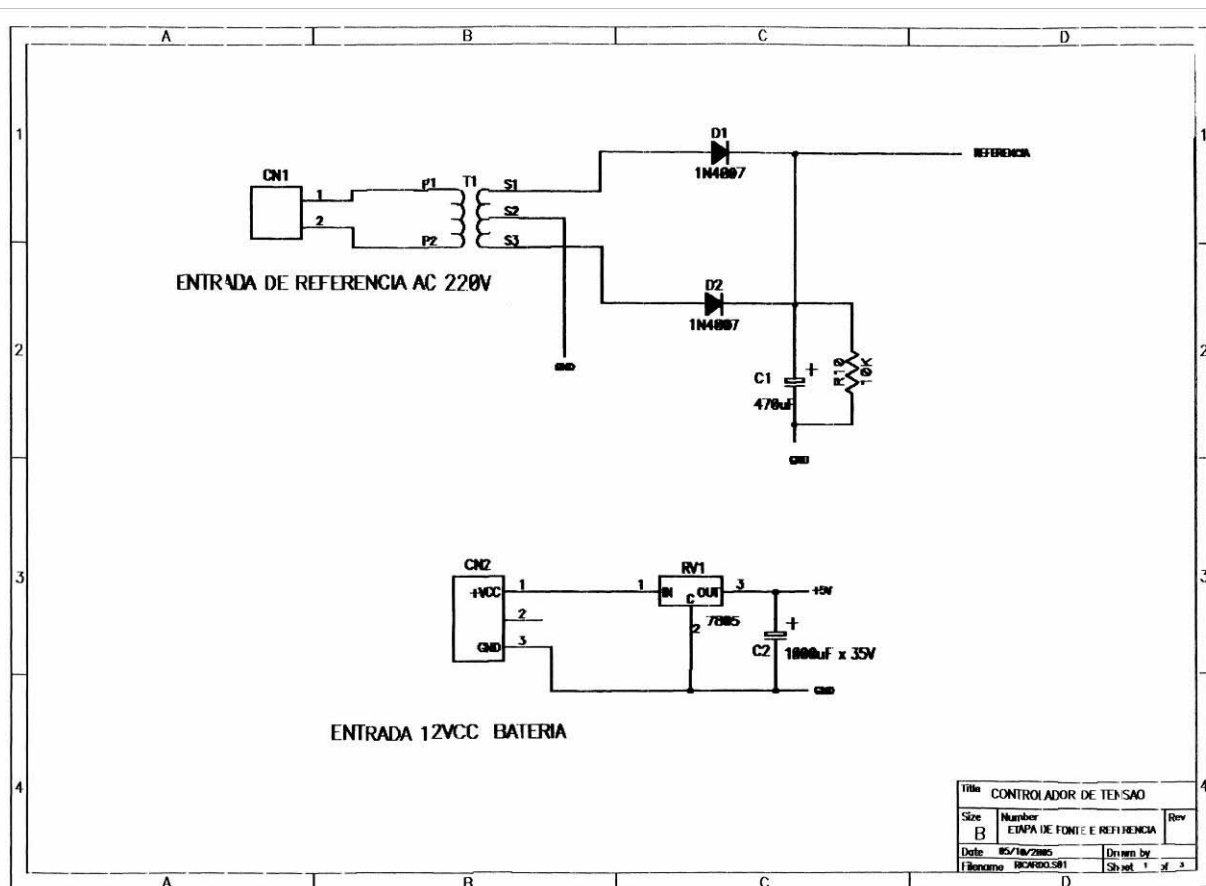 A B C D
1 1
D1
1N4007
REFERENCIA
CN1
1
2
P1 T1 S1
S2
P2 S3
ENTRADA DE REFERENCIA AC 220V
D2
1N4007
GND
2 2
C1 +
470uF
R10
10K
GND
3 3
CN2
+VCC 1
2
GND 3
RV1
1 IN OUT 3
C
2
7805
+5V
+
C2 1000uF x 35V
GND
ENTRADA 12VCC BATERIA
4 4
Title CONTROLADOR DE TENSAO
Size Number Rev
B ETAPA DE FONTE E REFERENCIA
Date 05/10/2005 Drawn by
Filename RICARDO.S01 Sheet 1 of 3
A B C D